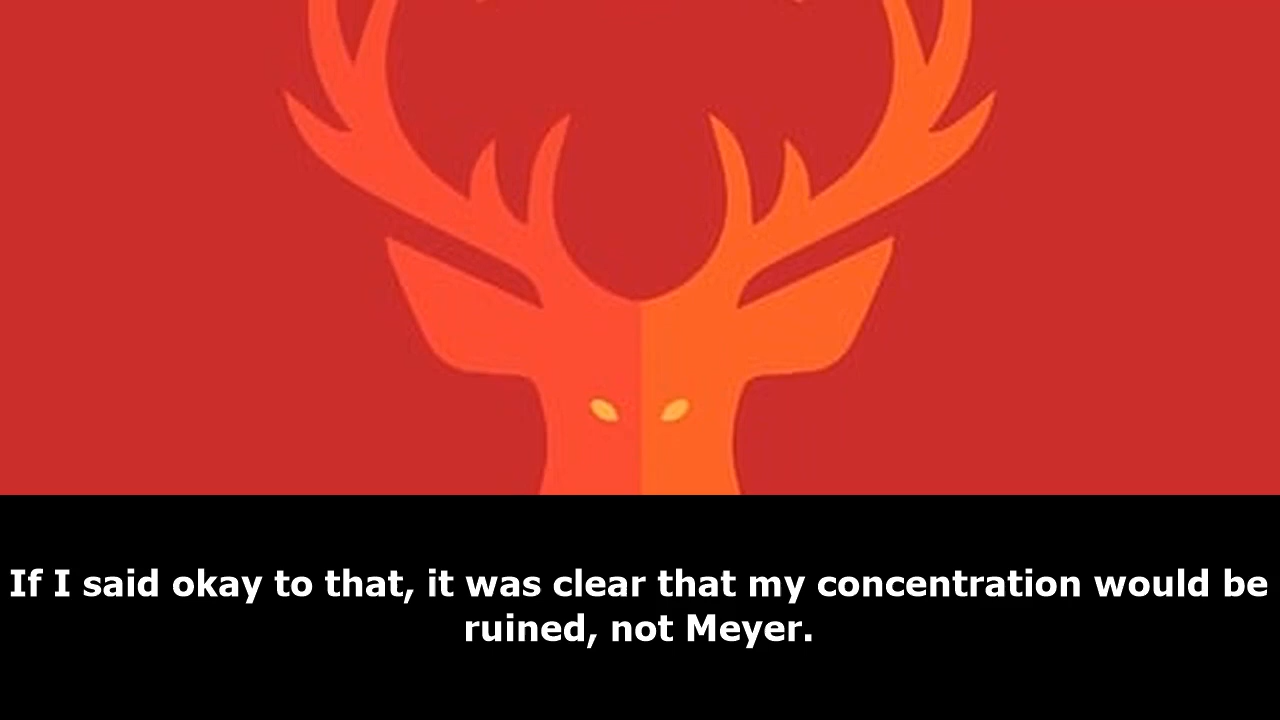 If I said okay to that, it was clear that my concentration would be
ruined, not Meyer.